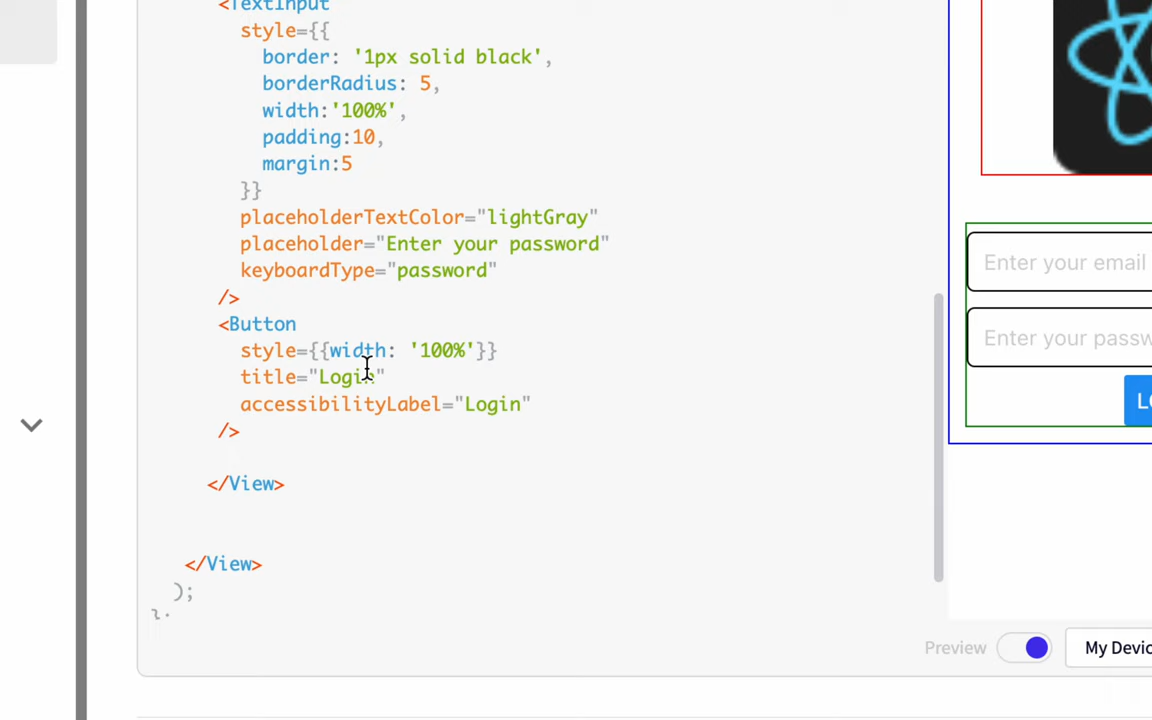 <TextInput
style={{
border: '1px solid black',
borderRadius: 5,
width:'100%',
padding:10,
margin:5
}}
placeholderTextColor="lightGray"
placeholder="Enter your password"
keyboardType="password"
/>
<Button
style={{width: '100%'}}
title="Login"
accessibilityLabel="Login"
/>
</View>
</View>
);
Enter your email
Enter your passw
Preview
My Devic